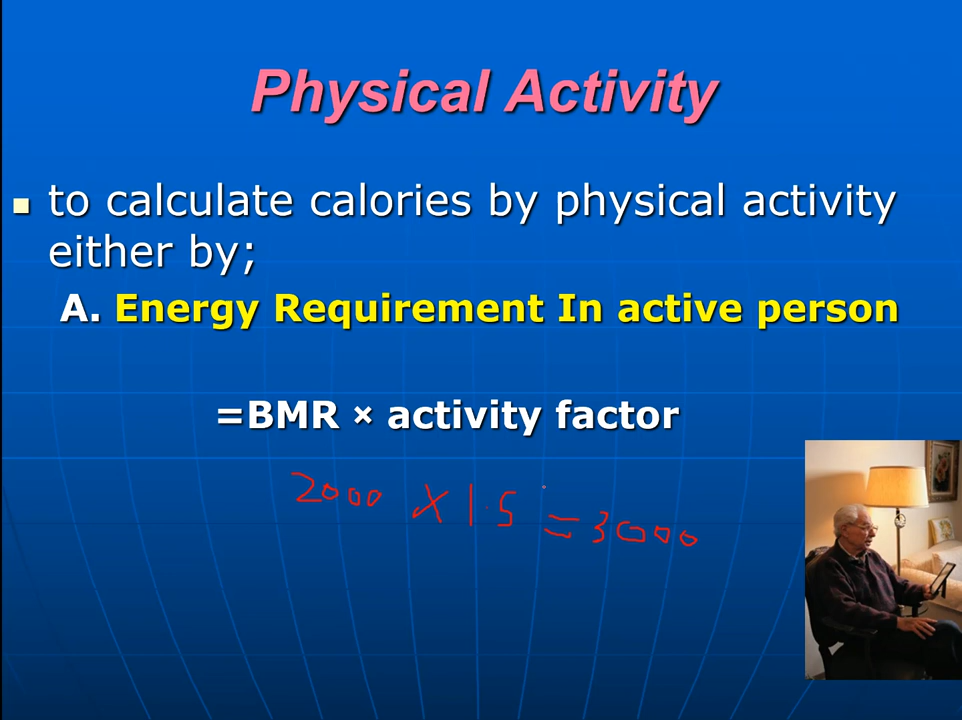 Physical Activity
to calculate calories by physical activity
either by;
A. Energy Requirement In active person
=BMR × activity factor
2000 X 1.5 = 3000